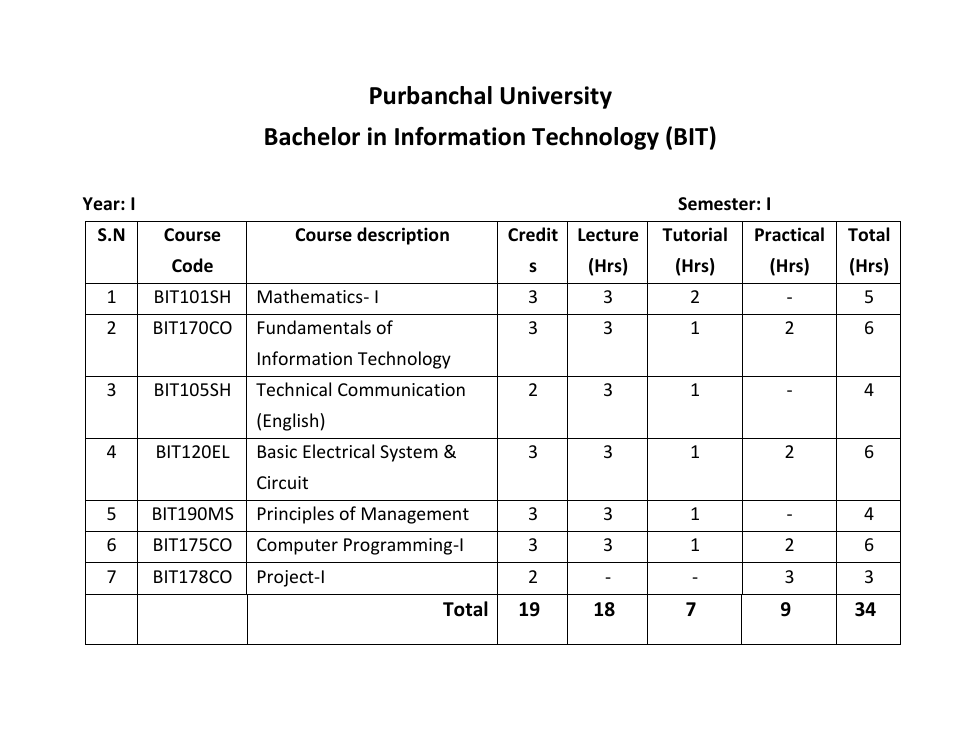 Purbanchal University
Bachelor in Information Technology (BIT)
Year: I Semester: I
S.N Course Course description Credit Lecture Tutorial Practical Total
Code s (Hrs) (Hrs) (Hrs) (Hrs)
1 BIT101SH Mathematics- I 3 3 2 - 5
2 BIT170CO Fundamentals of 3 3 1 2 6
Information Technology
3 BIT105SH Technical Communication 2 3 1 - 4
(English)
4 BIT120EL Basic Electrical System & 3 3 1 2 6
Circuit
5 BIT190MS Principles of Management 3 3 1 - 4
6 BIT175CO Computer Programming-I 3 3 1 2 6
7 BIT178CO Project-I 2 - - 3 3
Total 19 18 7 9 34